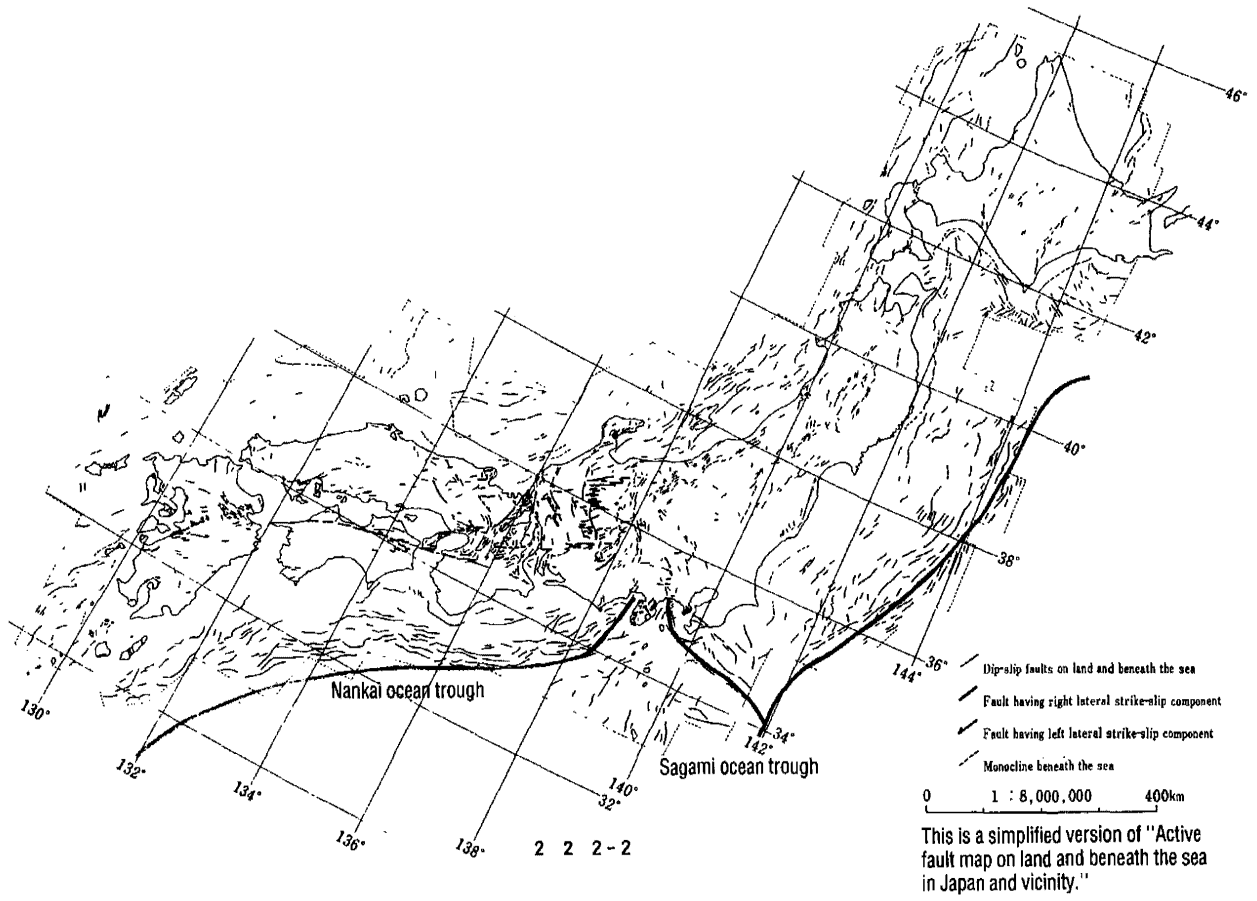 46°
44°
42°
40°
38°
36°
144°
34°
142°
Nankai ocean trough
Sagami ocean trough
130°
132°
134°
136°
138°
140°
32°
2 2 2-2
Dip-slip faults on land and beneath the sea
Fault having right lateral strike-slip component
Fault having left lateral strike-slip component
Monocline beneath the sea
0 1 : 8,000,000 400km
This is a simplified version of "Active
fault map on land and beneath the sea
in Japan and vicinity."